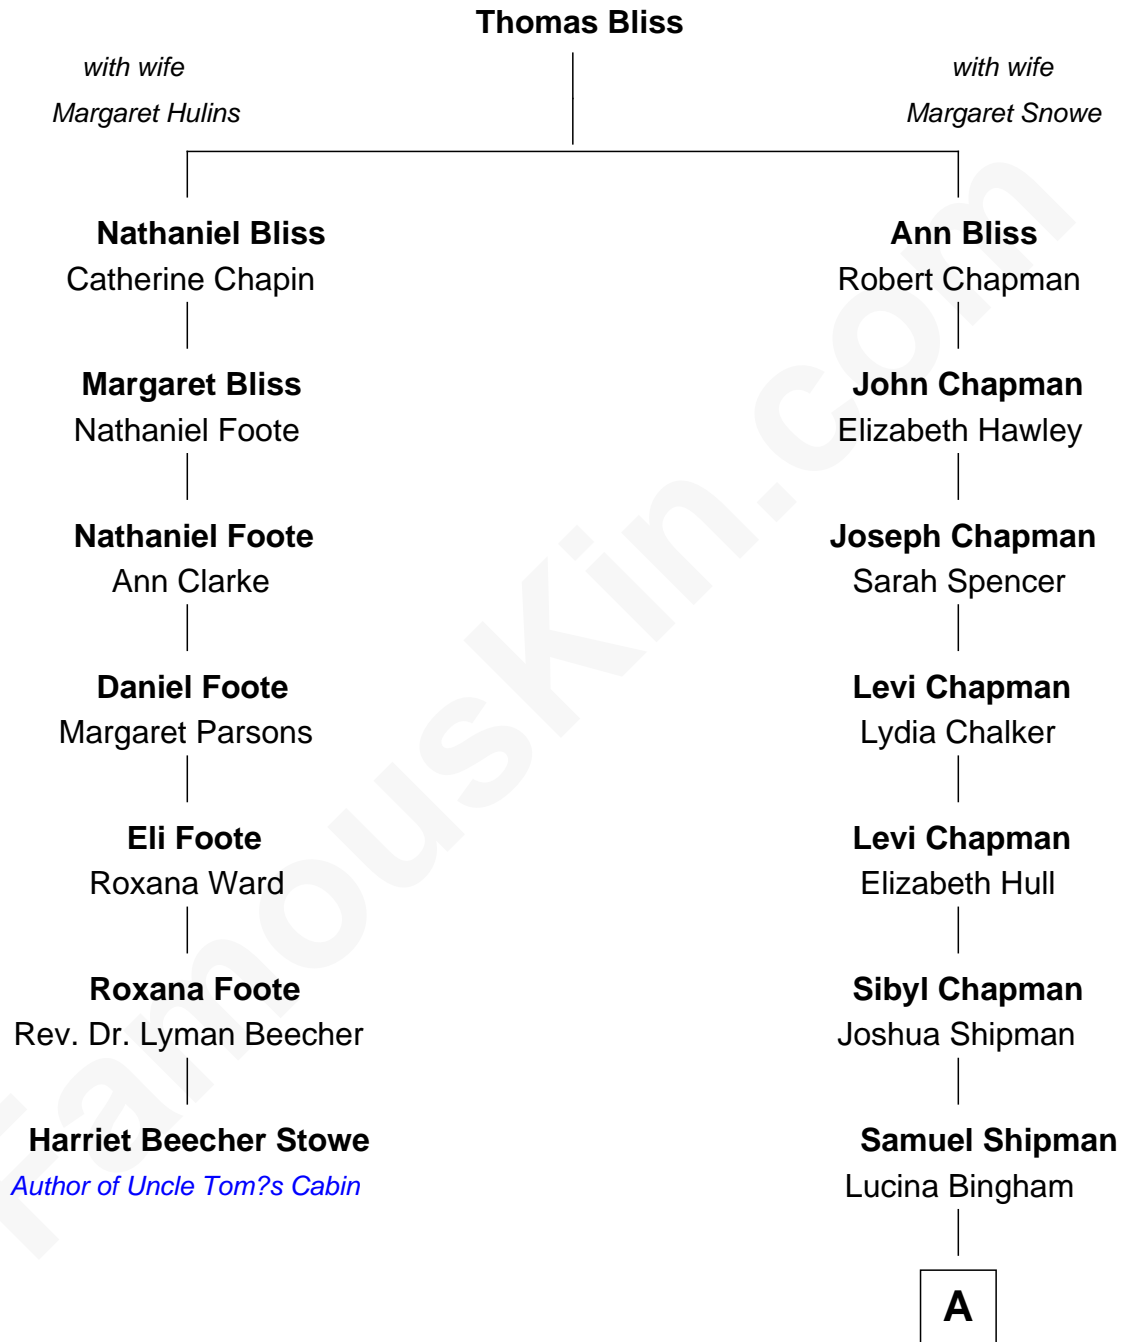 Thomas Bliss
with wife
Margaret Hulins
with wife
Margaret Snowe
Nathaniel Bliss
Catherine Chapin
Ann Bliss
Robert Chapman
Margaret Bliss
Nathaniel Foote
John Chapman
Elizabeth Hawley
Nathaniel Foote
Ann Clarke
Joseph Chapman
Sarah Spencer
Daniel Foote
Margaret Parsons
Levi Chapman
Lydia Chalker
Eli Foote
Roxana Ward
Levi Chapman
Elizabeth Hull
Roxana Foote
Rev. Dr. Lyman Beecher
Sibyl Chapman
Joshua Shipman
Harriet Beecher Stowe
Author of Uncle Tom?s Cabin
Samuel Shipman
Lucina Bingham
A
FamousKin.com